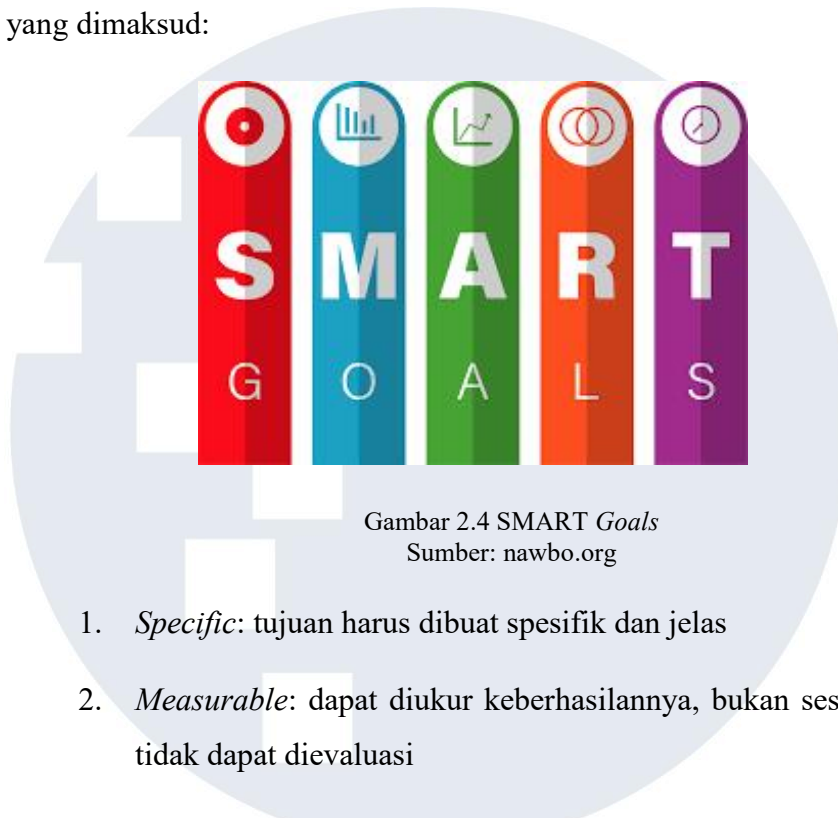 yang dimaksud:
S M A R T
G O A L S
Gambar 2.4 SMART Goals
Sumber: nawbo.org
1. Specific: tujuan harus dibuat spesifik dan jelas
2. Measurable: dapat diukur keberhasilannya, bukan ses
tidak dapat dievaluasi